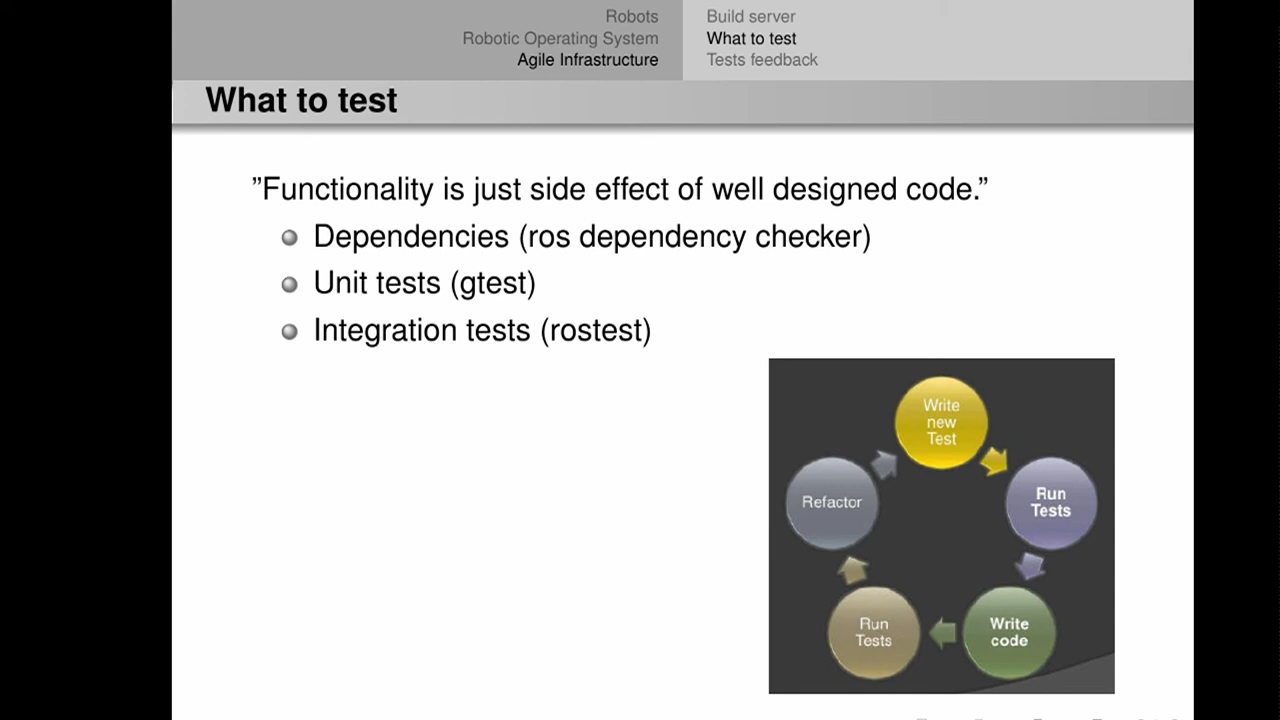 Robots
Robotic Operating System
Agile Infrastructure
Build server
What to test
Tests feedback
What to test
”Functionality is just side effect of well designed code.”
Dependencies (ros dependency checker)
Unit tests (gtest)
Integration tests (rostest)
Write
new
Test
Run
Tests
Write
code
Run
Tests
Refactor